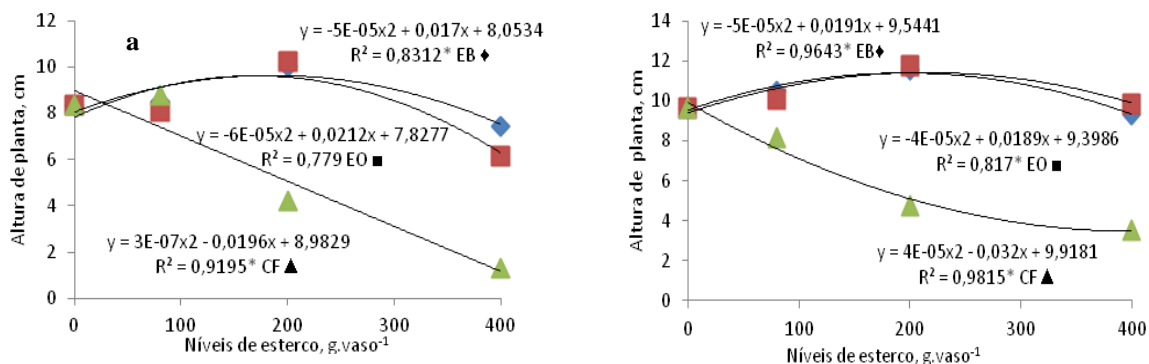 a
y = -5E-05x2 + 0,017x + 8,0534
R² = 0,8312* EB ♦
y = -6E-05x2 + 0,0212x + 7,8277
R² = 0,779 EO ■
y = 3E-07x2 - 0,0196x + 8,9829
R² = 0,9195* CF ▲
Altura de planta, cm
12
10
8
6
4
2
0
0 100 200 300 400
Níveis de esterco, g.vaso⁻¹
y = -5E-05x2 + 0,0191x + 9,5441
R² = 0,9643* EB♦
y = -4E-05x2 + 0,0189x + 9,3986
R² = 0,817* EO ■
y = 4E-05x2 - 0,032x + 9,9181
R² = 0,9815* CF ▲
Altura de planta, cm
14
12
10
8
6
4
2
0
0 100 200 300 400
Níveis de esterco, g.vaso⁻¹